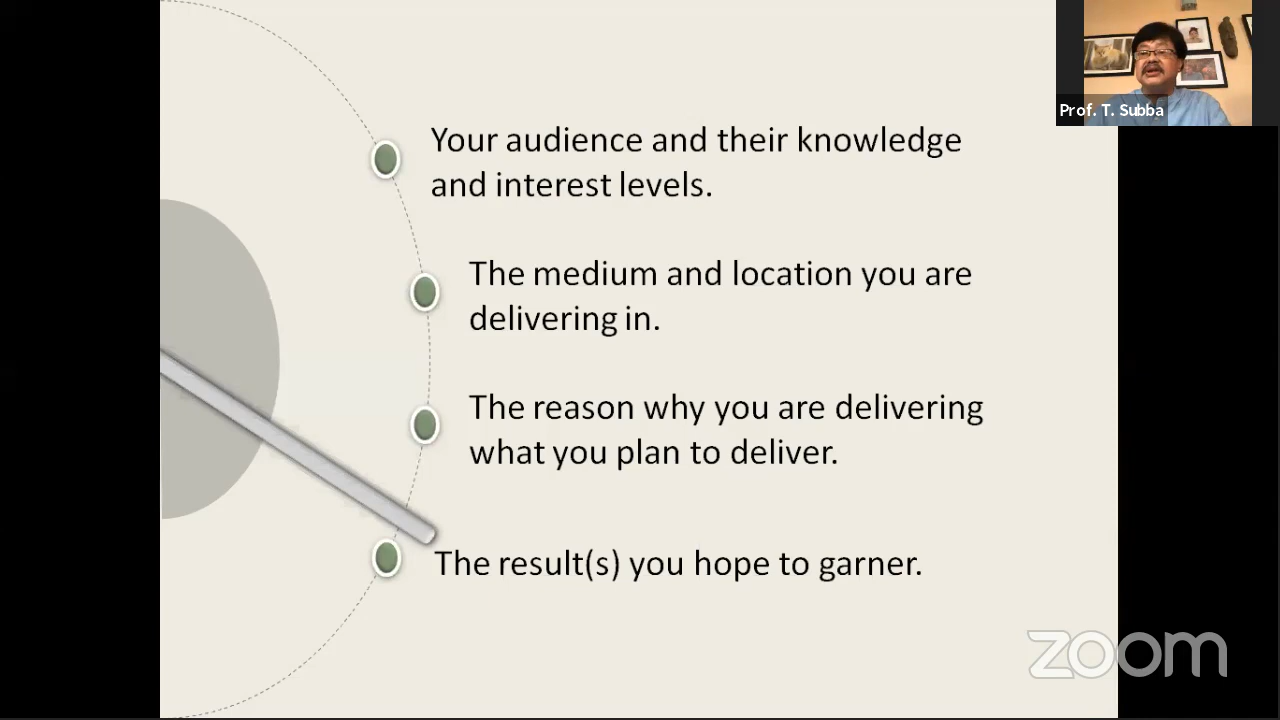 Prof. T. Subba
Your audience and their knowledge
and interest levels.
The medium and location you are
delivering in.
The reason why you are delivering
what you plan to deliver.
The result(s) you hope to garner.
zoom